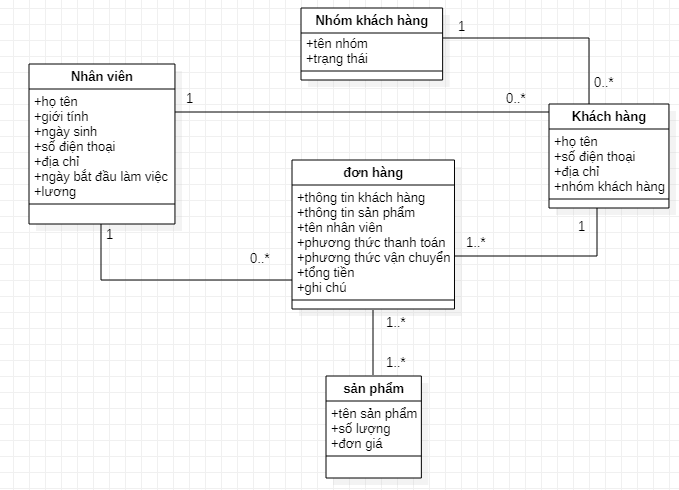 Nhóm khách hàng
+tên nhóm
+trạng thái
1
0..*
Nhân viên
+họ tên
+giới tính
+ngày sinh
+số điện thoại
+địa chỉ
+ngày bắt đầu làm việc
+lương
1
0..*
Khách hàng
+họ tên
+số điện thoại
+địa chỉ
+nhóm khách hàng
đơn hàng
+thông tin khách hàng
+thông tin sản phẩm
+tên nhân viên
+phương thức thanh toán
+phương thức vận chuyển
+tổng tiền
+ghi chú
1
0..*
1
1..*
1..*
1..*
sản phẩm
+tên sản phẩm
+số lượng
+đơn giá